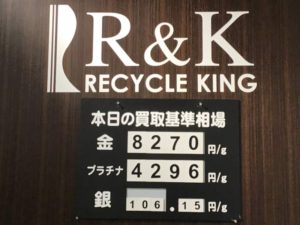 R&K
RECYCLE KING
本日の買取基準相場
金 8270 円/g
プラチナ 4296 円/g
銀 106.15 円/g